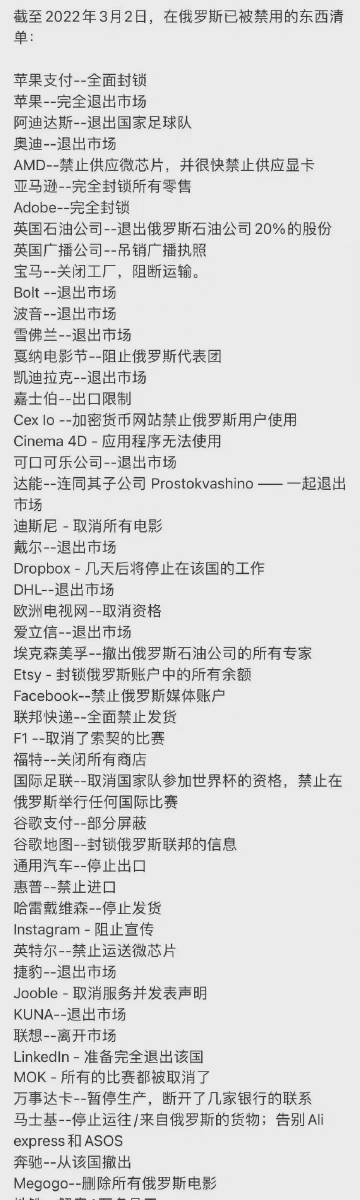 截至2022年3月2日，在俄罗斯已被禁用的东西清
单：
苹果支付--全面封锁
苹果--完全退出市场
阿迪达斯--退出国家足球队
奥迪--退出市场
AMD--禁止供应微芯片，并很快禁止供应显卡
亚马逊--完全封锁所有零售
Adobe--完全封锁
英国石油公司--退出俄罗斯石油公司20%的股份
英国广播公司--吊销广播执照
宝马--关闭工厂，阻断运输。
Bolt --退出市场
波音--退出市场
雪佛兰--退出市场
戛纳电影节--阻止俄罗斯代表团
凯迪拉克--退出市场
嘉士伯--出口限制
Cex Io --加密货币网站禁止俄罗斯用户使用
Cinema 4D - 应用程序无法使用
可口可乐公司--退出市场
达能--连同其子公司 Prostokvashino —— 一起退出
市场
迪斯尼 - 取消所有电影
戴尔--退出市场
Dropbox - 几天后将停止在该国的工作
DHL--退出市场
欧洲电视网--取消资格
爱立信--退出市场
埃克森美孚--撤出俄罗斯石油公司的所有专家
Etsy - 封锁俄罗斯账户中的所有余额
Facebook--禁止俄罗斯媒体账户
联邦快递--全面禁止发货
F1 --取消了索契的比赛
福特--关闭所有商店
国际足联--取消国家队参加世界杯的资格，禁止在
俄罗斯举行任何国际比赛
谷歌支付--部分屏蔽
谷歌地图--封锁俄罗斯联邦的信息
通用汽车--停止出口
惠普--禁止进口
哈雷戴维森--停止发货
Instagram - 阻止宣传
英特尔--禁止运送微芯片
捷豹--退出市场
Jooble - 取消服务并发表声明
KUNA--退出市场
联想--离开市场
LinkedIn - 准备完全退出该国
MOK - 所有的比赛都被取消了
万事达卡--暂停生产，断开了几家银行的联系
马士基--停止运往/来自俄罗斯的货物；告别Ali
express和ASOS
奔驰--从该国撤出
Megogo--删除所有俄罗斯电影